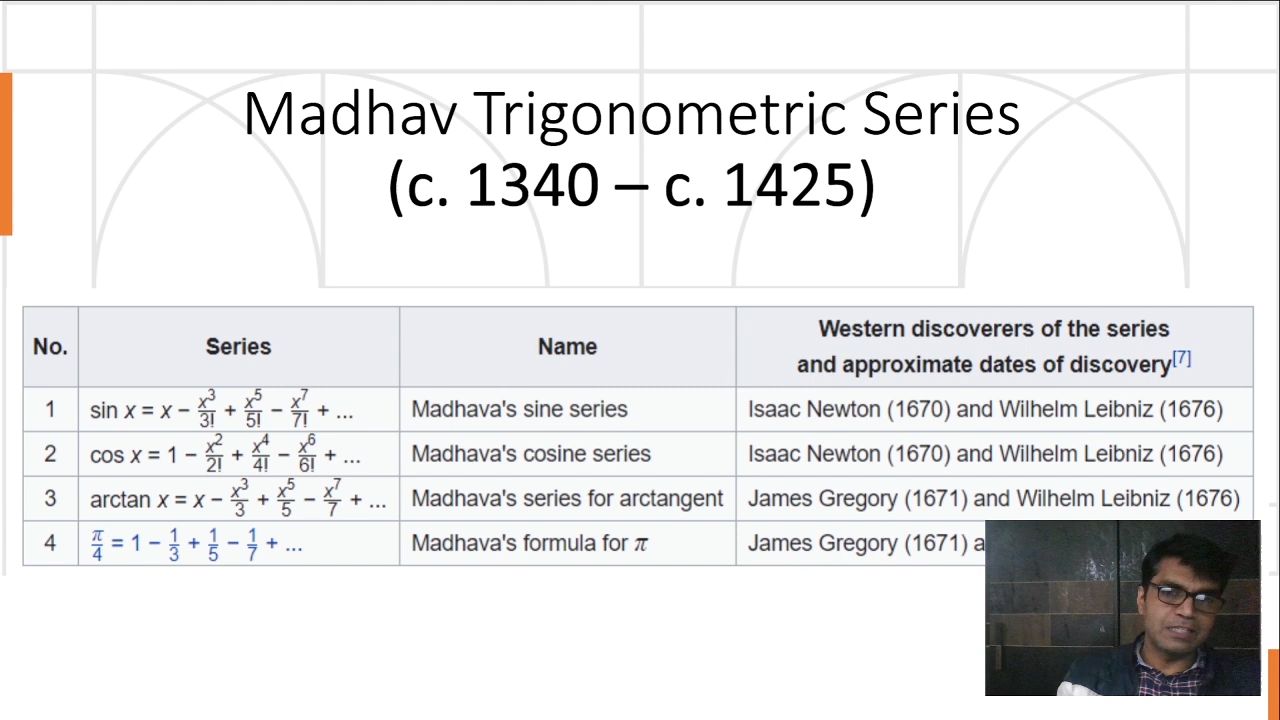 Madhav Trigonometric Series
(c. 1340 – c. 1425)
No. Series Name Western discoverers of the series and approximate dates of discovery[7]
1 sin x = x − x³/3! + x⁵/5! − x⁷/7! + ... Madhava's sine series Isaac Newton (1670) and Wilhelm Leibniz (1676)
2 cos x = 1 − x²/2! + x⁴/4! − x⁶/6! + ... Madhava's cosine series Isaac Newton (1670) and Wilhelm Leibniz (1676)
3 arctan x = x − x³/3 + x⁵/5 − x⁷/7 + ... Madhava's series for arctangent James Gregory (1671) and Wilhelm Leibniz (1676)
4 π/4 = 1 − 1/3 + 1/5 − 1/7 + ... Madhava's formula for π James Gregory (1671) a